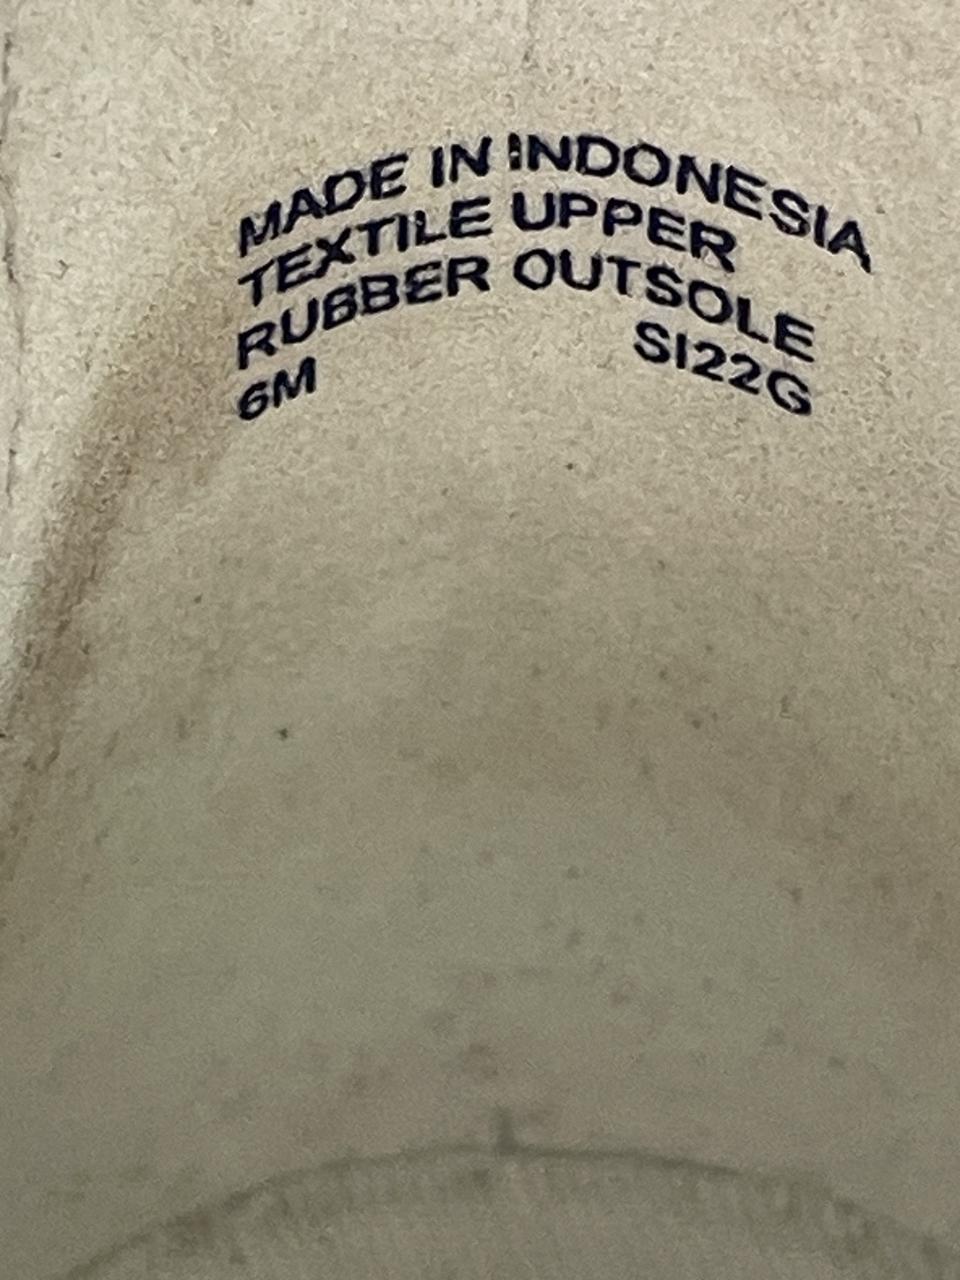 MADE IN INDONESIA
TEXTILE UPPER
RUBBER OUTSOLE
6M SI22G